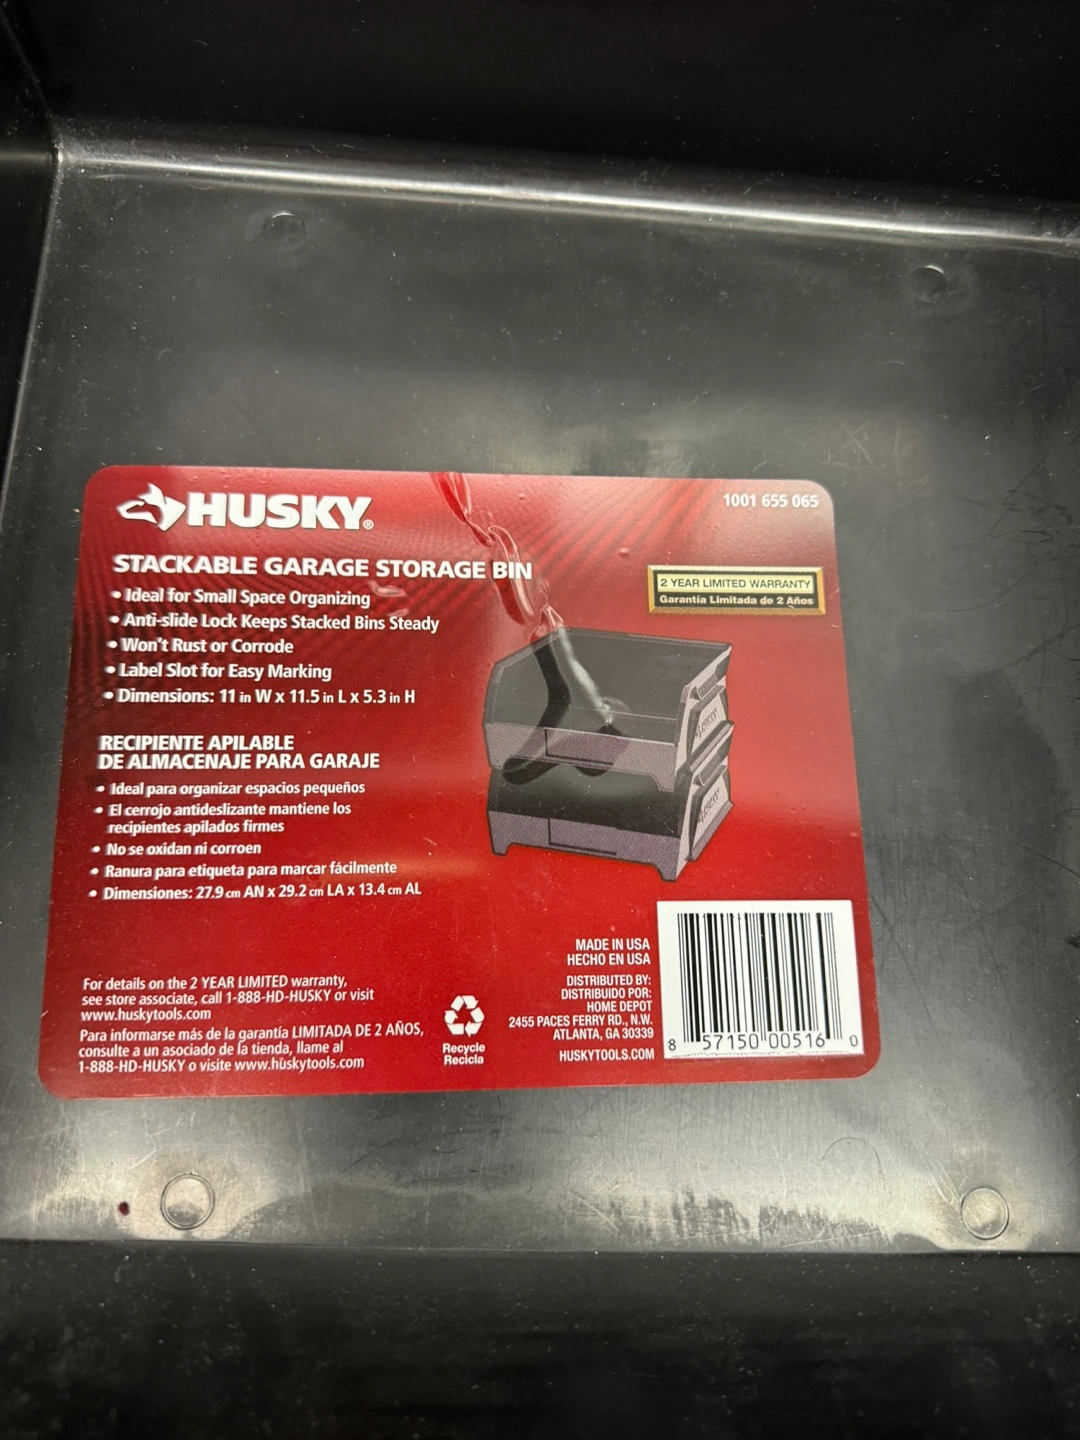 HUSKY®
1001 655 065
STACKABLE GARAGE STORAGE BIN
• Ideal for Small Space Organizing
• Anti-slide Lock Keeps Stacked Bins Steady
• Won't Rust or Corrode
• Label Slot for Easy Marking
• Dimensions: 11 in W x 11.5 in L x 5.3 in H
2 YEAR LIMITED WARRANTY
Garantía Limitada de 2 Años
RECIPIENTE APILABLE
DE ALMACENAJE PARA GARAJE
• Ideal para organizar espacios pequeños
• El cerrojo antideslizante mantiene los
recipientes apilados firmes
• No se oxidan ni corroen
• Ranura para etiqueta para marcar fácilmente
• Dimensiones: 27.9 cm AN x 29.2 cm LA x 13.4 cm AL
HUSKY
HUSKY
For details on the 2 YEAR LIMITED warranty,
see store associate, call 1-888-HD-HUSKY or visit
www.huskytools.com
Para informarse más de la garantía LIMITADA DE 2 AÑOS,
consulte a un asociado de la tienda, llame al
1-888-HD-HUSKY o visite www.huskytools.com
Recycle
Recicla
MADE IN USA
HECHO EN USA
DISTRIBUTED BY:
DISTRIBUIDO POR:
HOME DEPOT
2455 PACES FERRY RD., N.W.
ATLANTA, GA 30339
HUSKYTOOLS.COM
8 57150 00516 0